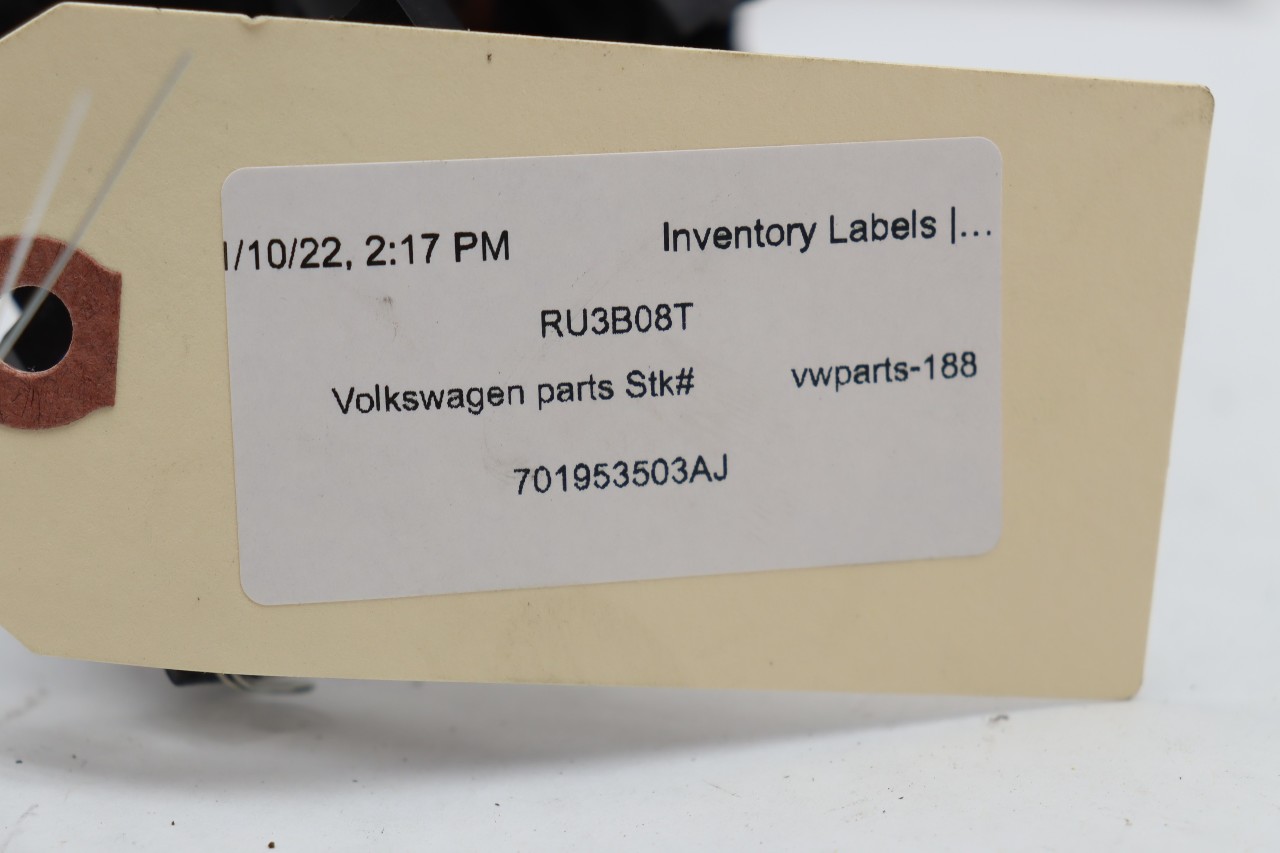 1/10/22, 2:17 PM Inventory Labels |...
RU3B08T
Volkswagen parts Stk# vwparts-188
701953503AJ